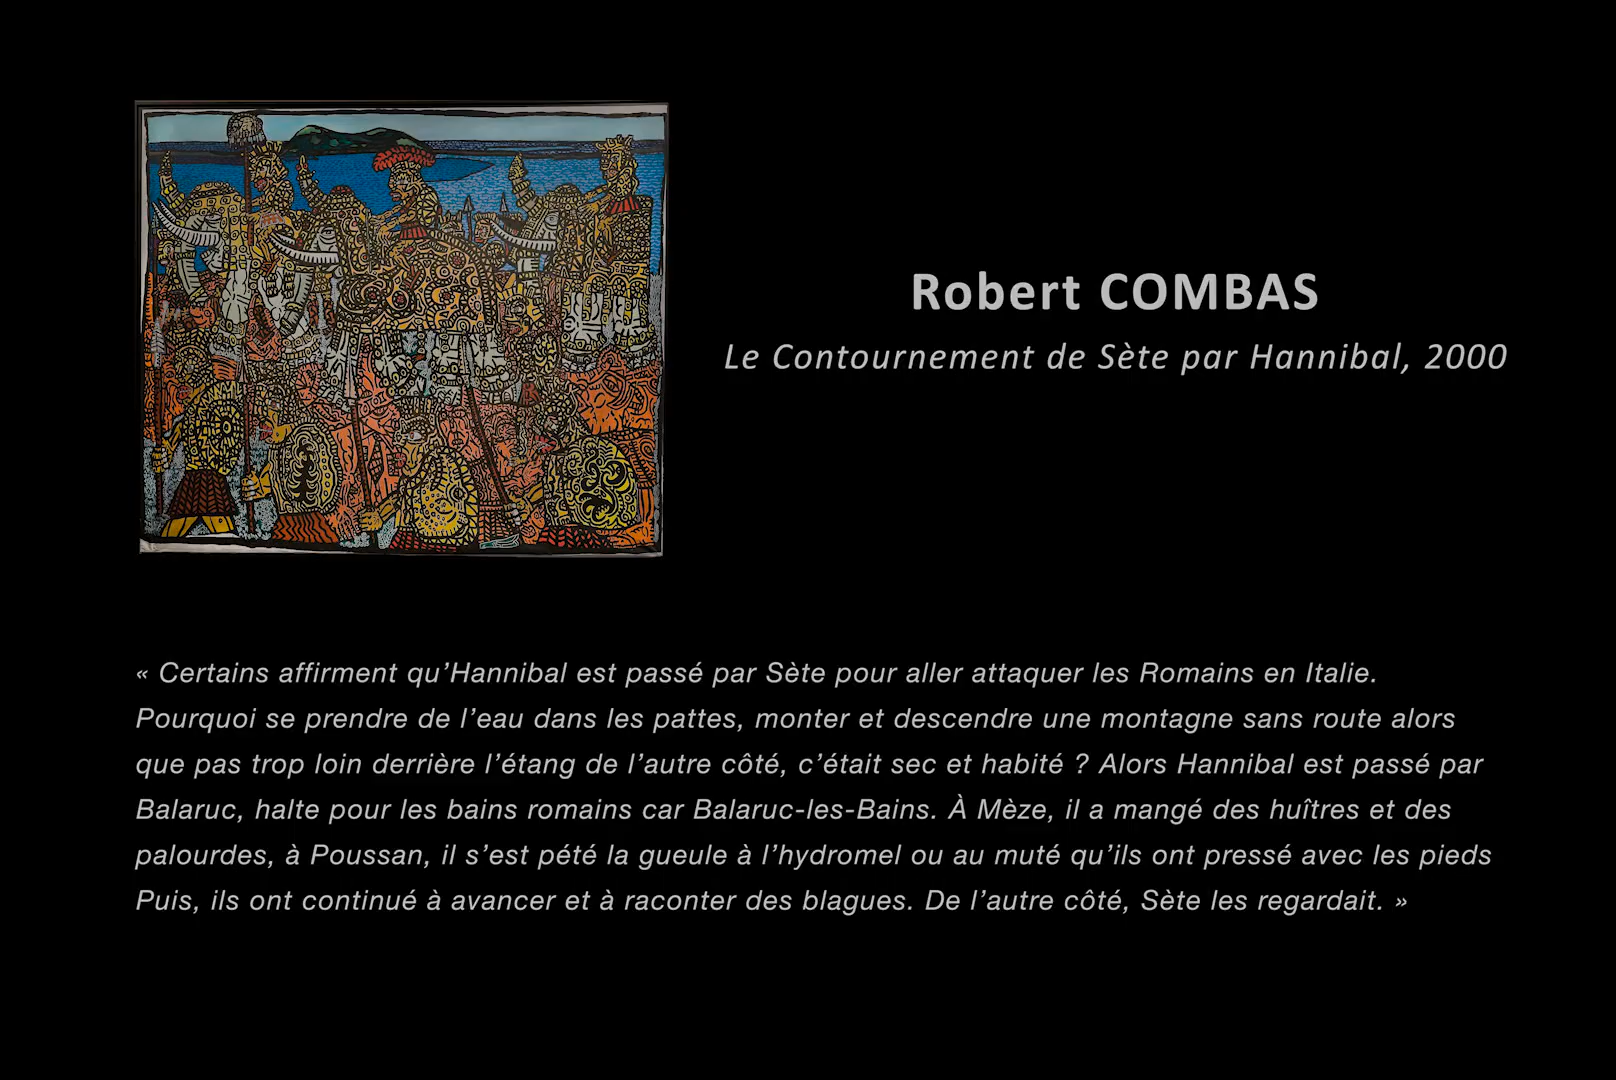 Robert COMBAS
Le Contournement de Sète par Hannibal, 2000
« Certains affirment qu’Hannibal est passé par Sète pour aller attaquer les Romains en Italie.
Pourquoi se prendre de l’eau dans les pattes, monter et descendre une montagne sans route alors
que pas trop loin derrière l’étang de l’autre côté, c’était sec et habité ? Alors Hannibal est passé par
Balaruc, halte pour les bains romains car Balaruc-les-Bains. À Mèze, il a mangé des huîtres et des
palourdes, à Poussan, il s’est pété la gueule à l’hydromel ou au muté qu’ils ont pressé avec les pieds
Puis, ils ont continué à avancer et à raconter des blagues. De l’autre côté, Sète les regardait. »